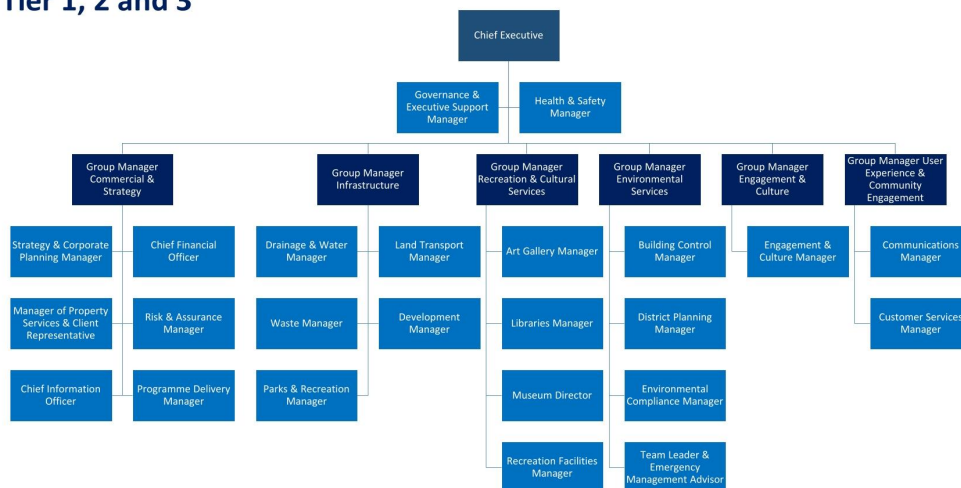 Tier 1, 2 and 3
Chief Executive
Governance &
Executive Support
Manager
Health & Safety
Manager
Group Manager
Commercial &
Strategy
Group Manager
Infrastructure
Group Manager
Recreation & Cultural
Services
Group Manager
Environmental
Services
Group Manager
Engagement &
Culture
Group Manager User
Experience &
Community
Engagement
Strategy & Corporate
Planning Manager
Chief Financial
Officer
Drainage & Water
Manager
Land Transport
Manager
Art Gallery Manager
Building Control
Manager
Engagement &
Culture Manager
Communications
Manager
Manager of Property
Services & Client
Representative
Risk & Assurance
Manager
Waste Manager
Development
Manager
Libraries Manager
District Planning
Manager
Customer Services
Manager
Chief Information
Officer
Programme Delivery
Manager
Parks & Recreation
Manager
Museum Director
Environmental
Compliance Manager
Recreation Facilities
Manager
Team Leader &
Emergency
Management Advisor